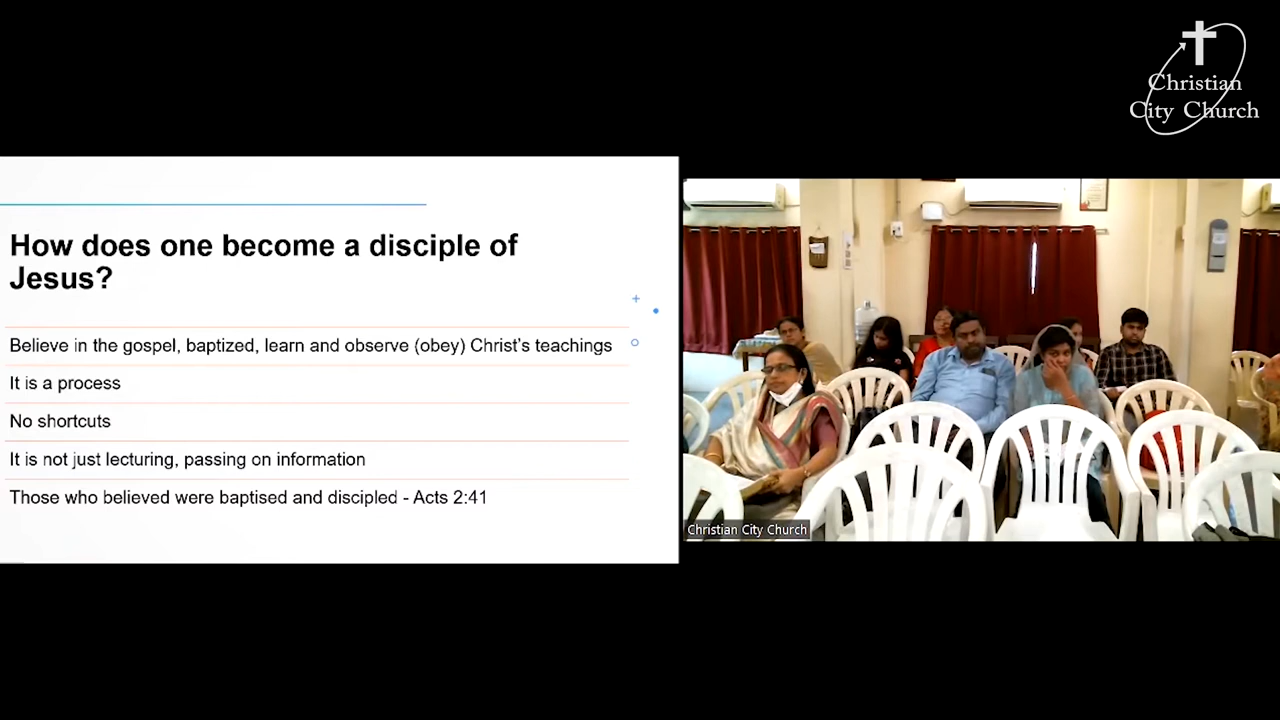 Christian
City Church
How does one become a disciple of
Jesus?
Believe in the gospel, baptized, learn and observe (obey) Christ's teachings
It is a process
No shortcuts
It is not just lecturing, passing on information
Those who believed were baptised and discipled - Acts 2:41
Christian City Church